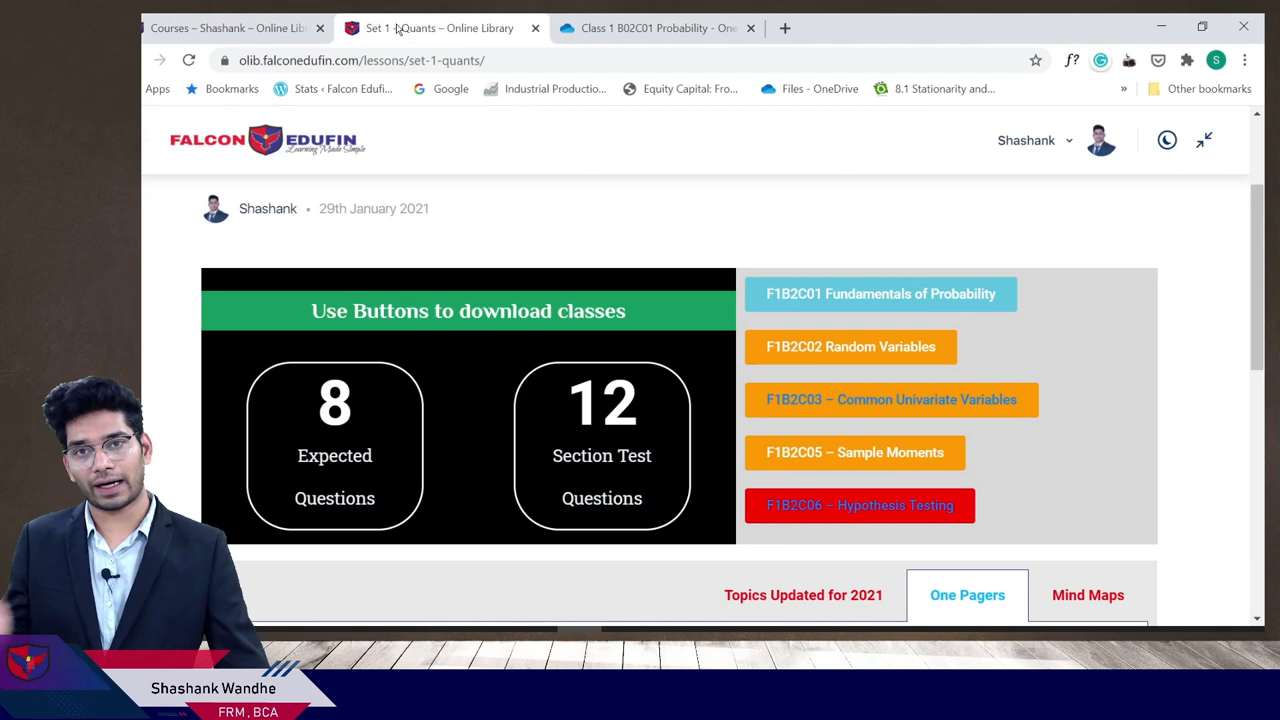 Courses – Shashank – Online Lib
Set 1 - Quants – Online Library
Class 1 B02C01 Probability - One
olib.falconedufin.com/lessons/set-1-quants/
Apps
Bookmarks
Stats ‹ Falcon Edufi...
Google
Industrial Productio...
Equity Capital: Fro...
Files - OneDrive
8.1 Stationarity and...
»
Other bookmarks
FALCON EDUFIN
Learning Made Simple
Shashank
Shashank • 29th January 2021
Use Buttons to download classes
8
Expected
Questions
12
Section Test
Questions
F1B2C01 Fundamentals of Probability
F1B2C02 Random Variables
F1B2C03 – Common Univariate Variables
F1B2C05 – Sample Moments
F1B2C06 – Hypothesis Testing
Topics Updated for 2021
One Pagers
Mind Maps
Shashank Wandhe
FRM, BCA